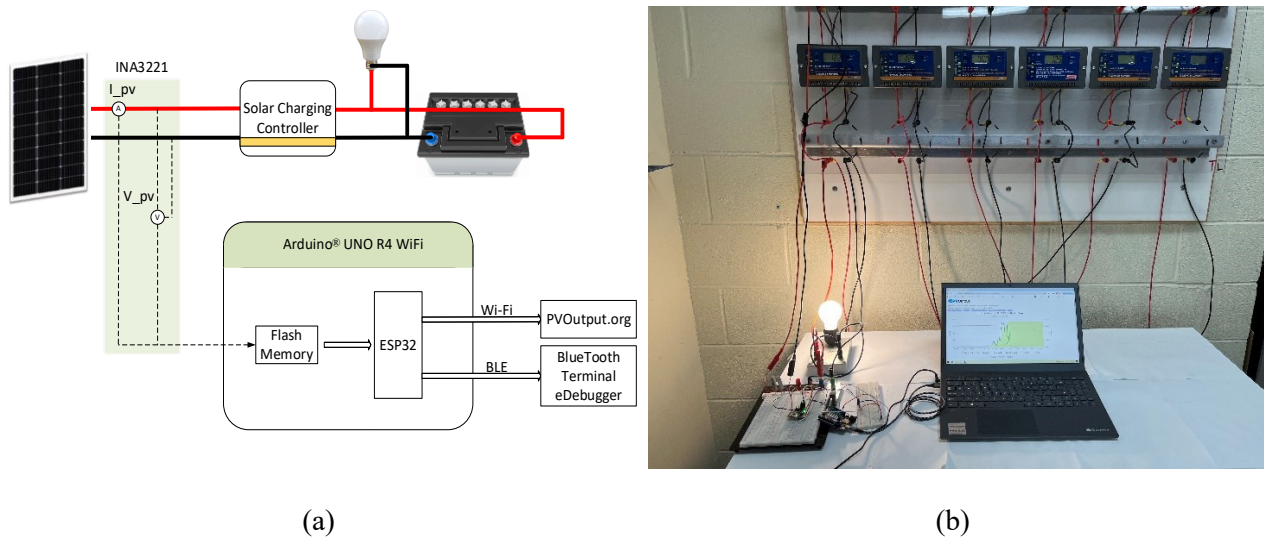 INA3221
I_pv
A
Solar Charging
Controller
V_pv
V
Arduino® UNO R4 WiFi
Flash
Memory
ESP32
Wi-Fi
PVOutput.org
BLE
BlueTooth
Terminal
eDebugger
(a)
(b)